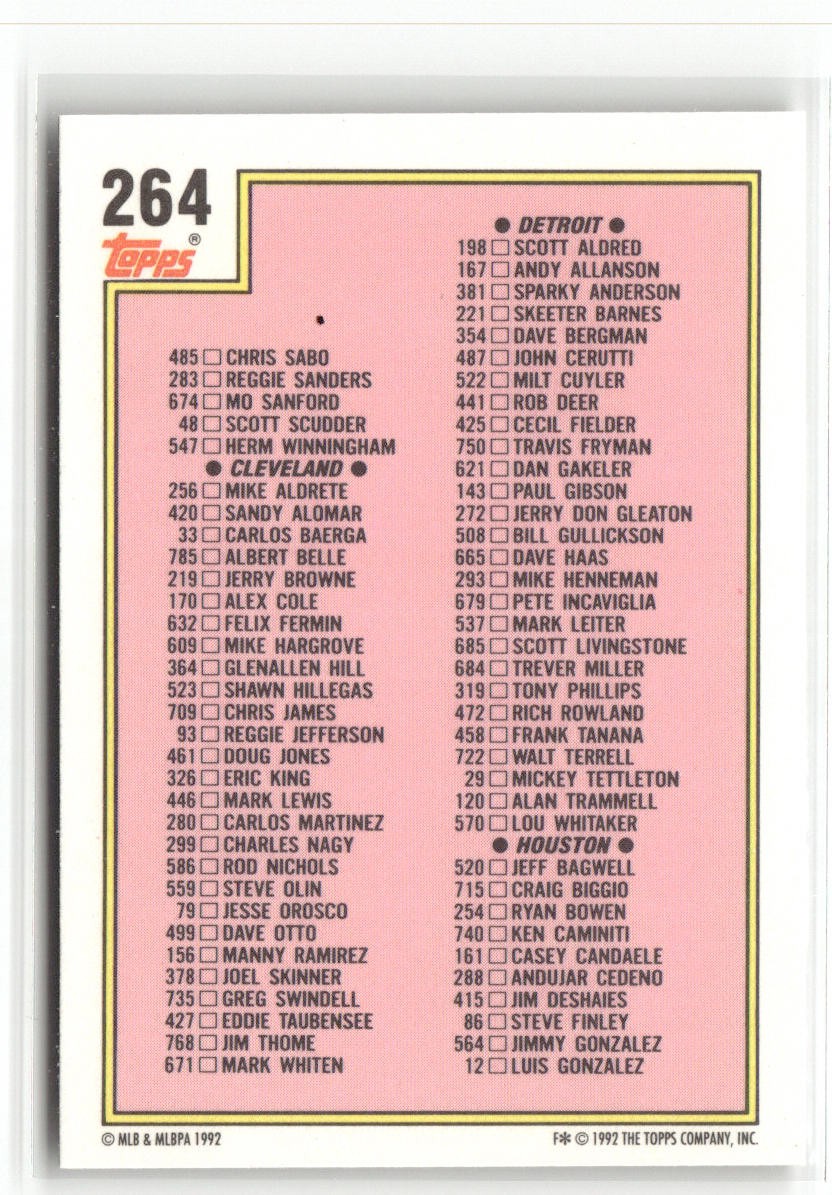 264
Topps®
485 □ CHRIS SABO
283 □ REGGIE SANDERS
674 □ MO SANFORD
48 □ SCOTT SCUDDER
547 □ HERM WINNINGHAM
● CLEVELAND ●
256 □ MIKE ALDRETE
420 □ SANDY ALOMAR
33 □ CARLOS BAERGA
785 □ ALBERT BELLE
219 □ JERRY BROWNE
170 □ ALEX COLE
632 □ FELIX FERMIN
609 □ MIKE HARGROVE
364 □ GLENALLEN HILL
523 □ SHAWN HILLEGAS
709 □ CHRIS JAMES
93 □ REGGIE JEFFERSON
461 □ DOUG JONES
326 □ ERIC KING
446 □ MARK LEWIS
280 □ CARLOS MARTINEZ
299 □ CHARLES NAGY
586 □ ROD NICHOLS
559 □ STEVE OLIN
79 □ JESSE OROSCO
499 □ DAVE OTTO
156 □ MANNY RAMIREZ
378 □ JOEL SKINNER
735 □ GREG SWINDELL
427 □ EDDIE TAUBENSEE
768 □ JIM THOME
671 □ MARK WHITEN
● DETROIT ●
198 □ SCOTT ALDRED
167 □ ANDY ALLANSON
381 □ SPARKY ANDERSON
221 □ SKEETER BARNES
354 □ DAVE BERGMAN
487 □ JOHN CERUTTI
522 □ MILT CUYLER
441 □ ROB DEER
425 □ CECIL FIELDER
750 □ TRAVIS FRYMAN
621 □ DAN GAKELER
143 □ PAUL GIBSON
272 □ JERRY DON GLEATON
508 □ BILL GULLICKSON
665 □ DAVE HAAS
293 □ MIKE HENNEMAN
679 □ PETE INCAVIGLIA
537 □ MARK LEITER
685 □ SCOTT LIVINGSTONE
684 □ TREVER MILLER
319 □ TONY PHILLIPS
472 □ RICH ROWLAND
458 □ FRANK TANANA
722 □ WALT TERRELL
29 □ MICKEY TETTLETON
120 □ ALAN TRAMMELL
570 □ LOU WHITAKER
● HOUSTON ●
520 □ JEFF BAGWELL
715 □ CRAIG BIGGIO
254 □ RYAN BOWEN
740 □ KEN CAMINITI
161 □ CASEY CANDAELE
288 □ ANDUJAR CEDENO
415 □ JIM DESHAIES
86 □ STEVE FINLEY
564 □ JIMMY GONZALEZ
12 □ LUIS GONZALEZ
© MLB & MLBPA 1992
F* © 1992 THE TOPPS COMPANY, INC.